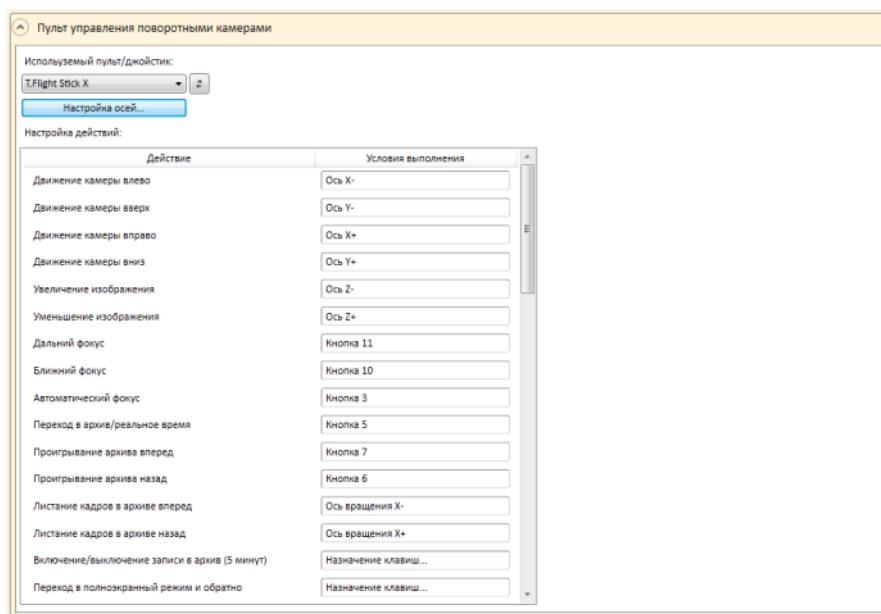 Пульт управления поворотными камерами
Используемый пульт/джойстик:
T.Flight Stick X
Настройка осей...
Настройка действий:
Действие Условия выполнения
Движение камеры влево Ось X-
Движение камеры вверх Ось Y-
Движение камеры вправо Ось X+
Движение камеры вниз Ось Y+
Увеличение изображения Ось Z-
Уменьшение изображения Ось Z+
Дальний фокус Кнопка 11
Ближний фокус Кнопка 10
Автоматический фокус Кнопка 3
Переход в архив/реальное время Кнопка 5
Проигрывание архива вперед Кнопка 7
Проигрывание архива назад Кнопка 6
Листание кадров в архиве вперед Ось вращения X-
Листание кадров в архиве назад Ось вращения X+
Включение/выключение записи в архив (5 минут) Назначение клавиш...
Переход в полноэкранный режим и обратно Назначение клавиш...